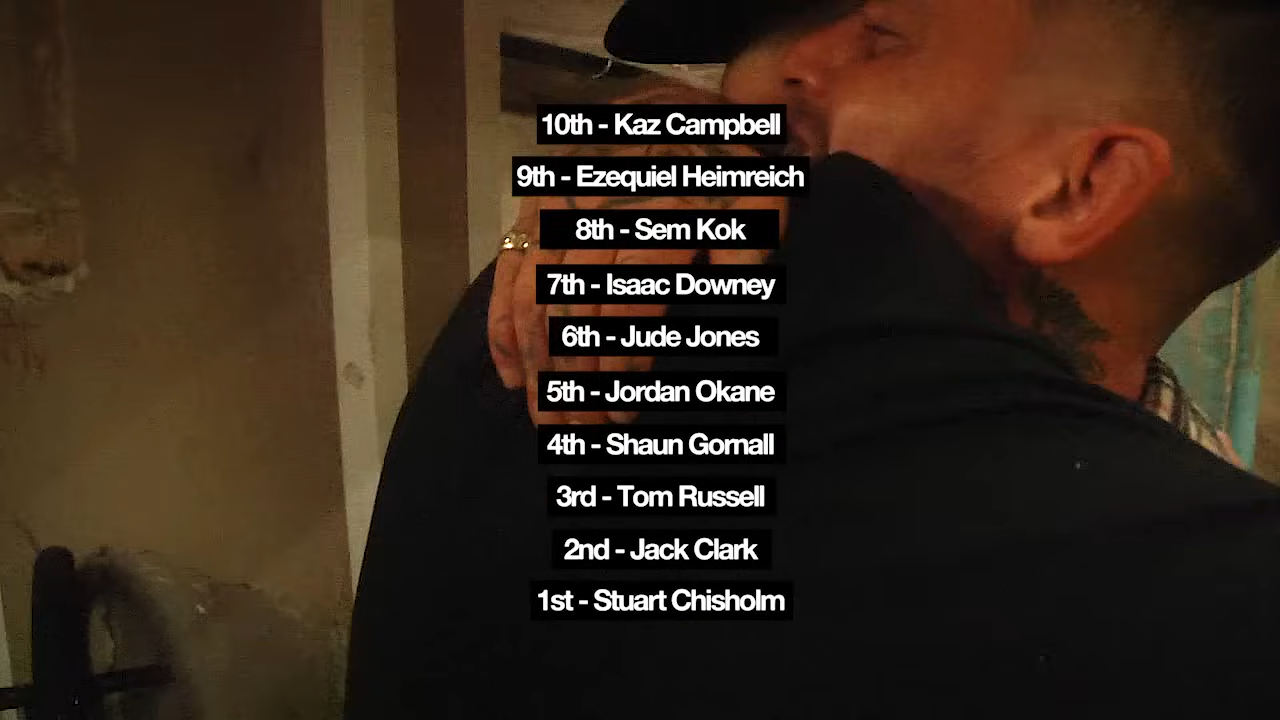 10th - Kaz Campbell
9th - Ezequiel Heimreich
8th - Sem Kok
7th - Isaac Downey
6th - Jude Jones
5th - Jordan Okane
4th - Shaun Gornall
3rd - Tom Russell
2nd - Jack Clark
1st - Stuart Chisholm